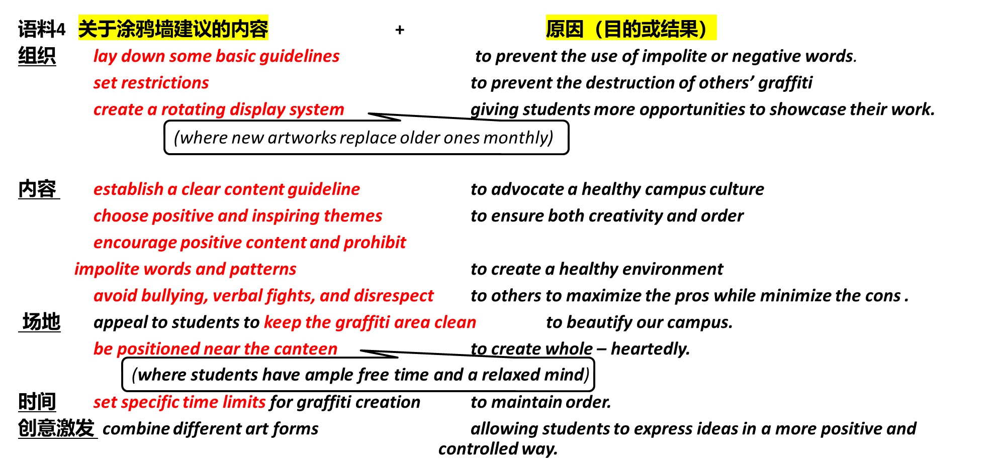 语料4 关于涂鸦墙建议的内容 + 原因（目的或结果）
组织 lay down some basic guidelines to prevent the use of impolite or negative words.
set restrictions to prevent the destruction of others’ graffiti
create a rotating display system giving students more opportunities to showcase their work.
(where new artworks replace older ones monthly)
内容 establish a clear content guideline to advocate a healthy campus culture
choose positive and inspiring themes to ensure both creativity and order
encourage positive content and prohibit
impolite words and patterns to create a healthy environment
avoid bullying, verbal fights, and disrespect to others to maximize the pros while minimize the cons .
场地 appeal to students to keep the graffiti area clean to beautify our campus.
be positioned near the canteen to create whole – heartedly.
(where students have ample free time and a relaxed mind)
时间 set specific time limits for graffiti creation to maintain order.
创意激发 combine different art forms allowing students to express ideas in a more positive and
controlled way.